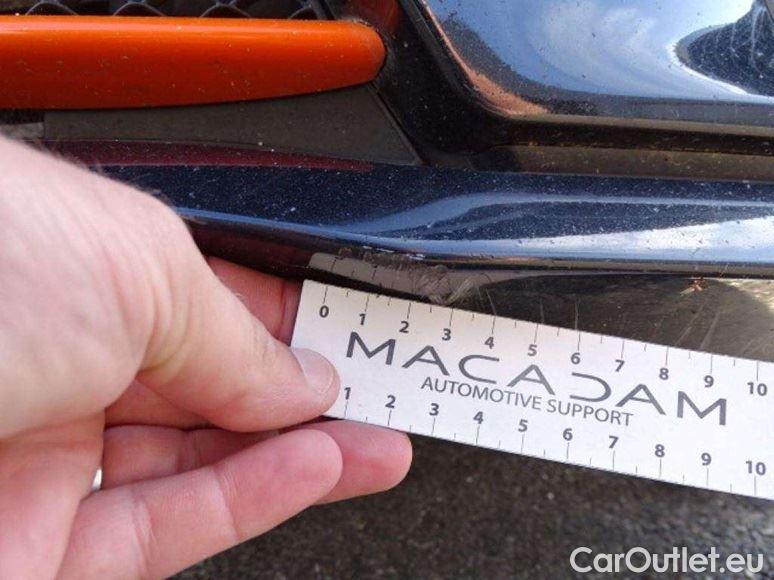 0 1 2 3 4 5 6 7 8 9 10
MACADAM
AUTOMOTIVE SUPPORT
1 2 3 4 5 6 7 8 9 10
CarOutlet.eu